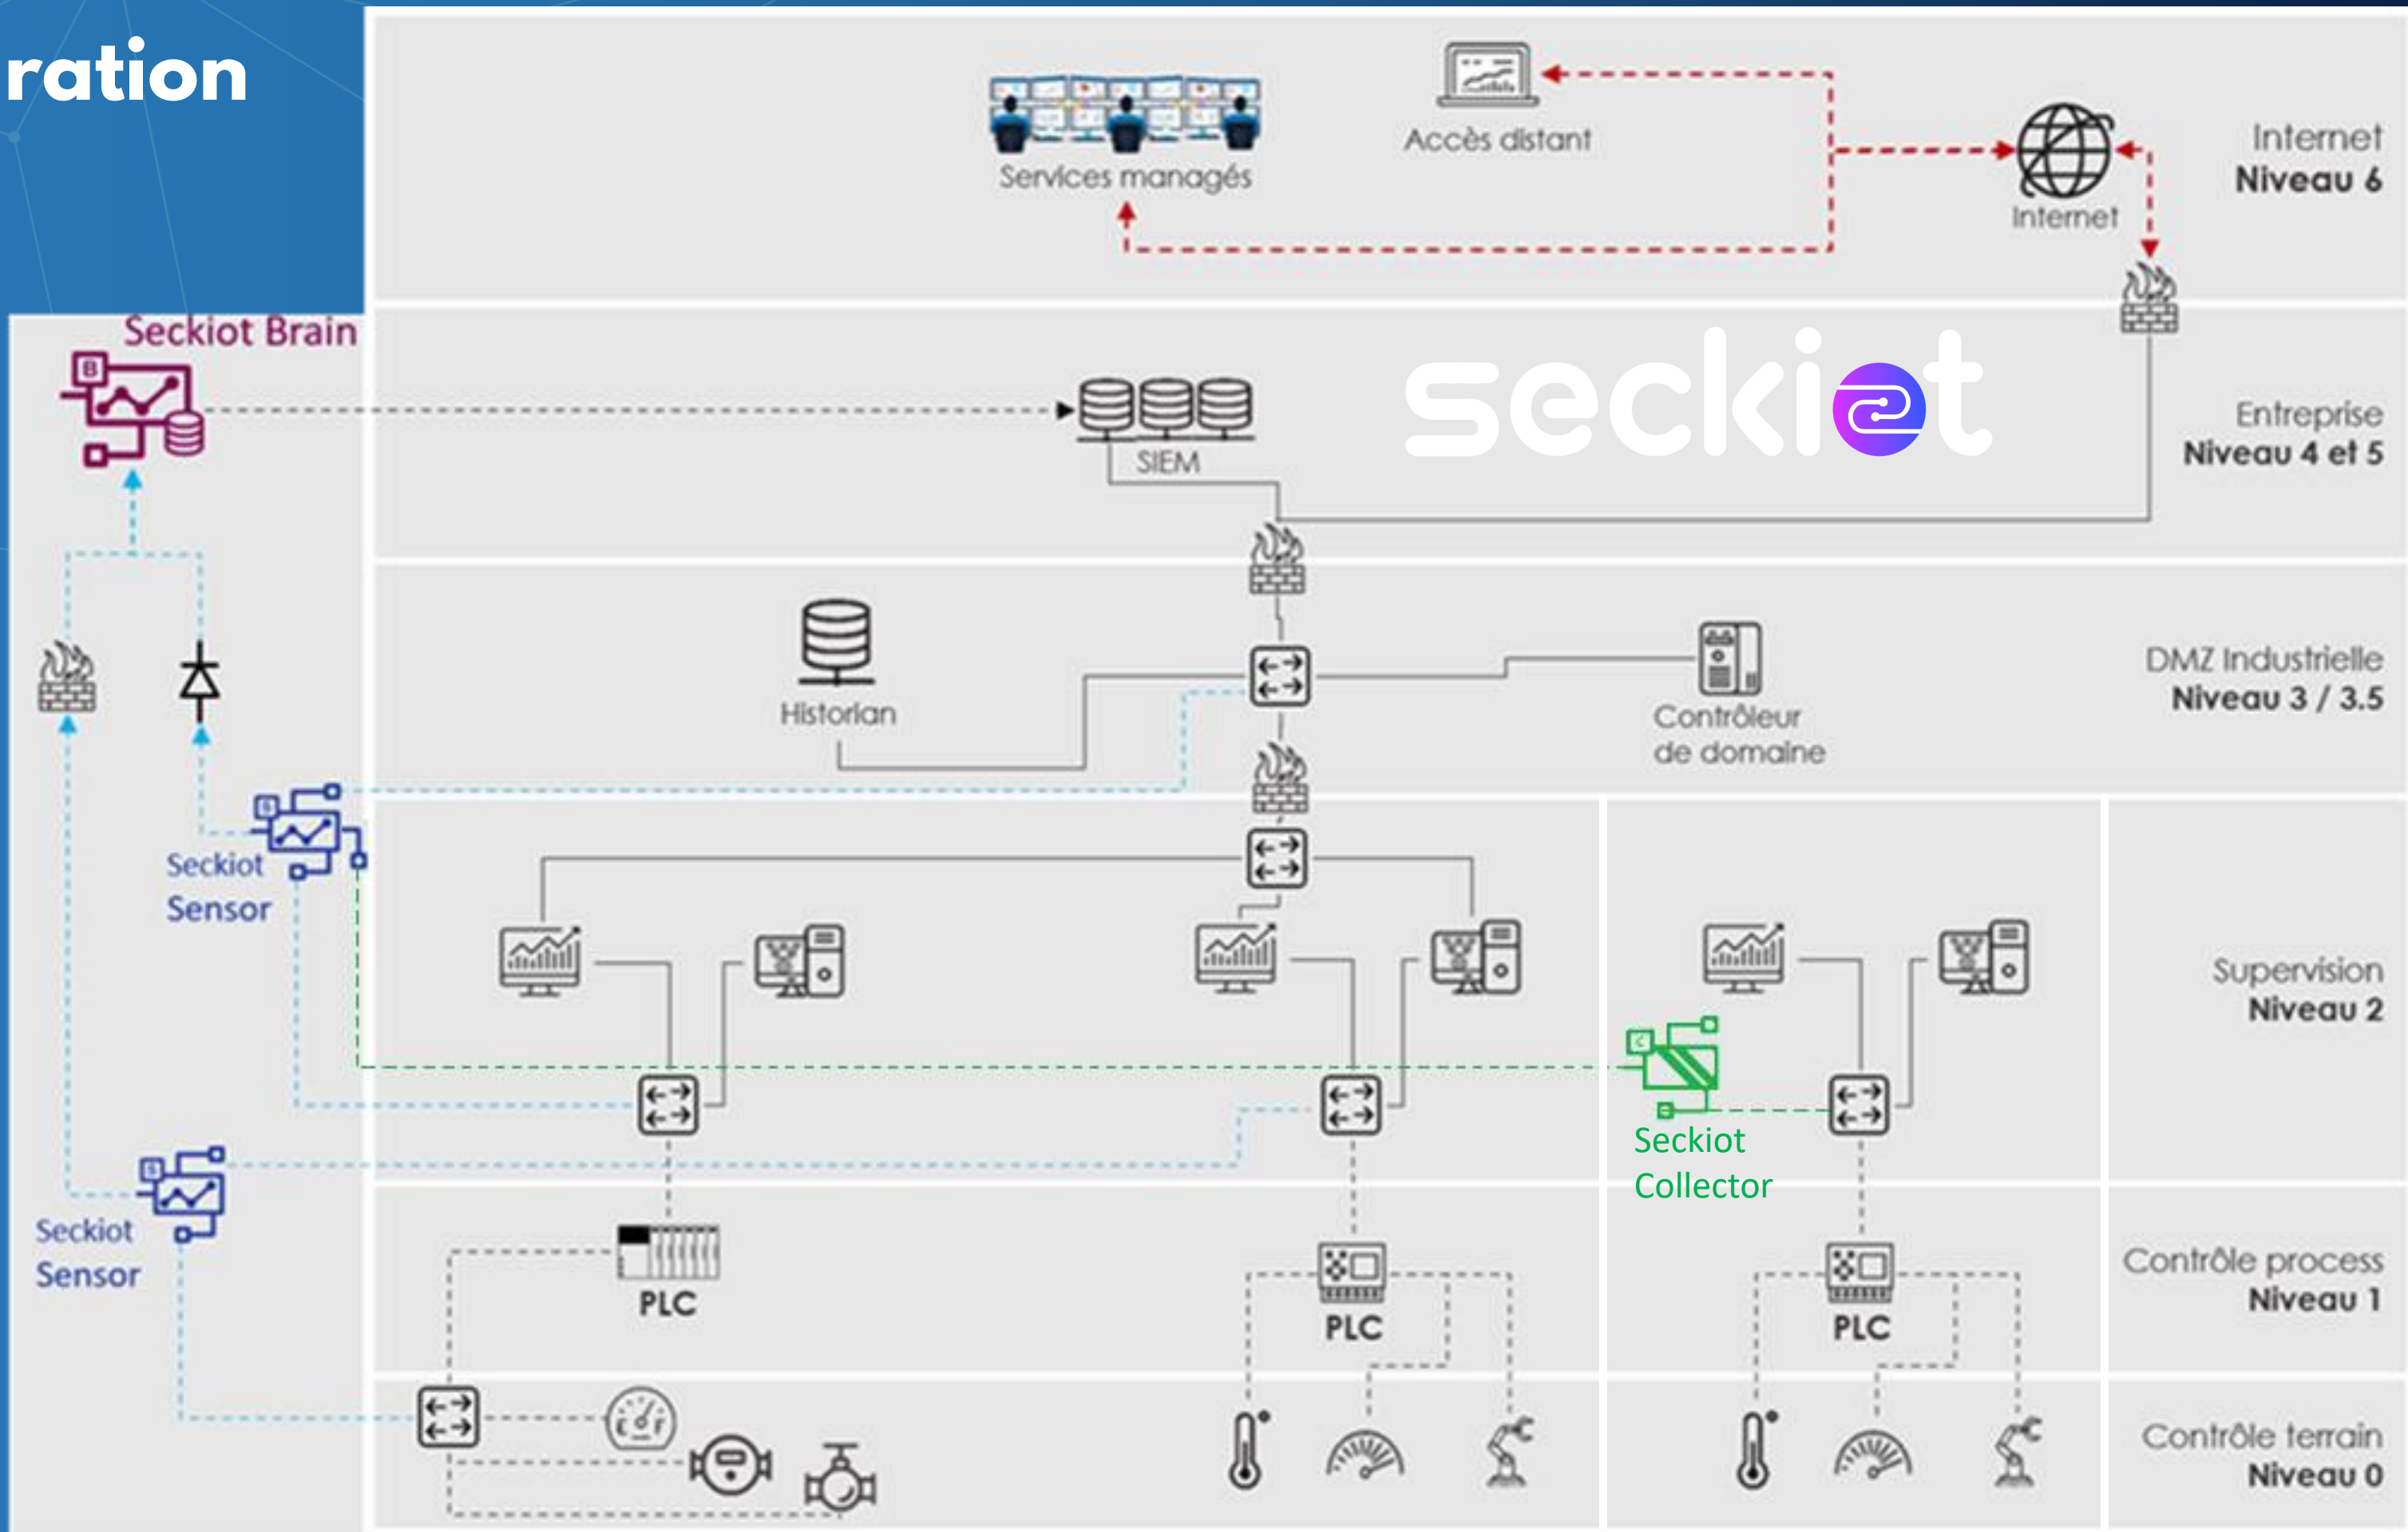 ration
Services managés
Accès distant
Internet
Internet
Niveau 6
Seckiot Brain
B
SIEM
seckiot
Entreprise
Niveau 4 et 5
Historian
Contrôleur
de domaine
DMZ Industrielle
Niveau 3 / 3.5
S
Seckiot
Sensor
C
Seckiot
Collector
Supervision
Niveau 2
S
Seckiot
Sensor
PLC
PLC
PLC
Contrôle process
Niveau 1
E F
Contrôle terrain
Niveau 0